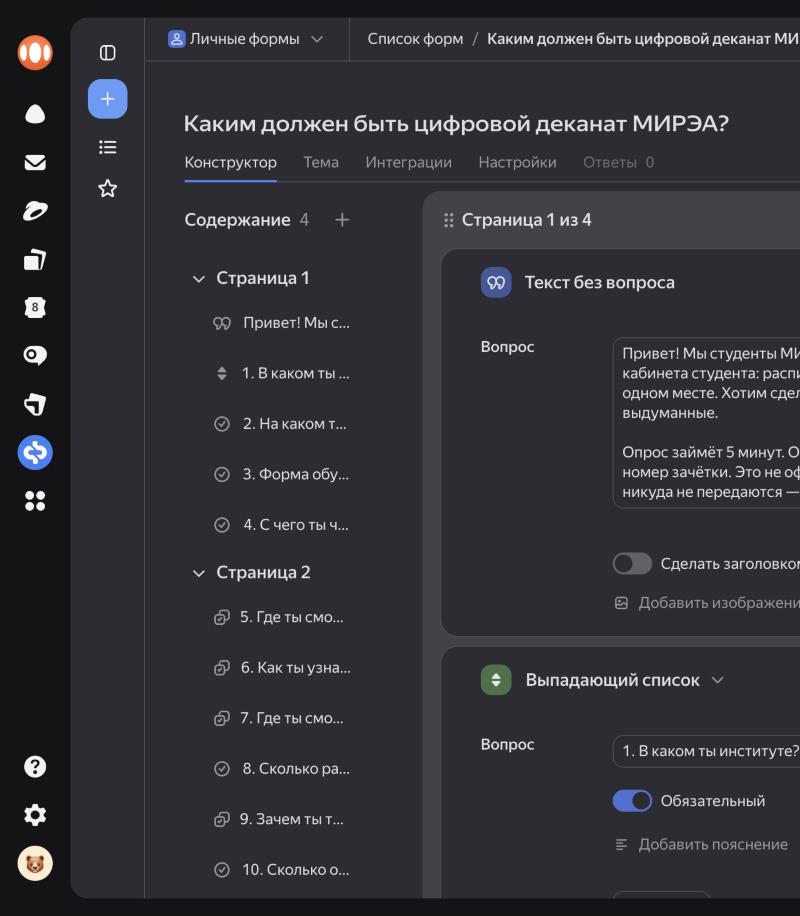 Личные формы
Список форм / Каким должен быть цифровой деканат МИ
Каким должен быть цифровой деканат МИРЭА?
Конструктор Тема Интеграции Настройки Ответы 0
Содержание 4
Страница 1 из 4
Страница 1
Текст без вопроса
Привет! Мы с...
Вопрос
Привет! Мы студенты МИ
кабинета студента: распи
одном месте. Хотим сдел
выдуманные.
Опрос займёт 5 минут. О
номер зачётки. Это не оф
никуда не передаются —
1. В каком ты ...
2. На каком т...
3. Форма обу...
4. С чего ты ч...
Сделать заголовком
Добавить изображени
Страница 2
5. Где ты смо...
6. Как ты узна...
7. Где ты смо...
8. Сколько ра...
9. Зачем ты т...
10. Сколько о...
Выпадающий список
Вопрос
1. В каком ты институте?
Обязательный
Добавить пояснение
8